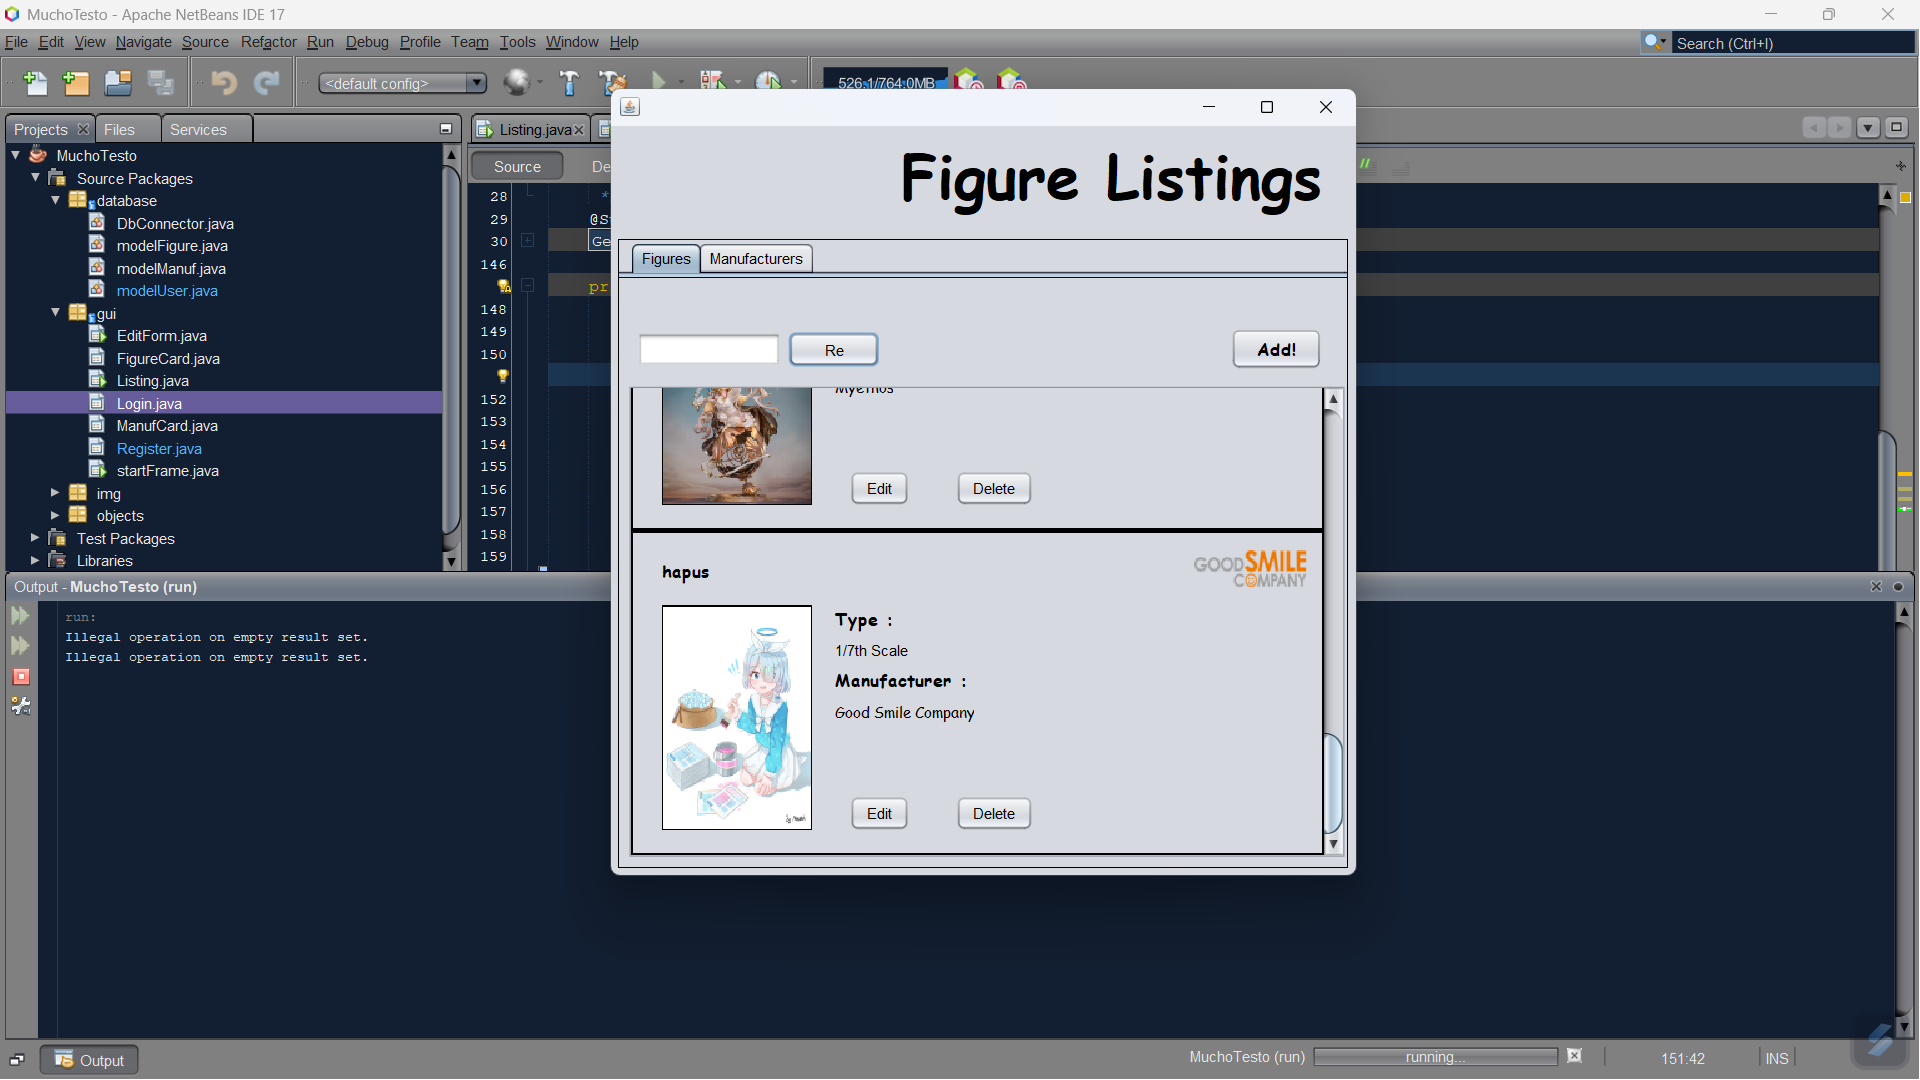 MuchoTesto - Apache NetBeans IDE 17
File Edit View Navigate Source Refactor Run Debug Profile Team Tools Window Help
Search (Ctrl+I)
<default config>
526.1/764.0MB
Projects Files Services
Listing.java
Source De
MuchoTesto
Source Packages
database
DbConnector.java
modelFigure.java
modelManuf.java
modelUser.java
gui
EditForm.java
FigureCard.java
Listing.java
Login.java
ManufCard.java
Register.java
startFrame.java
img
objects
Test Packages
Libraries
28 *
29 @S
30 Ge
146
pr
148
149
150
152
153
154
155
156
157
158
159
Figure Listings
Figures Manufacturers
Re
Add!
Myethos
Edit Delete
hapus
GOODSMILE
COMPANY
Type :
1/7th Scale
Manufacturer :
Good Smile Company
Edit Delete
Output - MuchoTesto (run)
run:
Illegal operation on empty result set.
Illegal operation on empty result set.
Output
MuchoTesto (run)
running...
151:42
INS